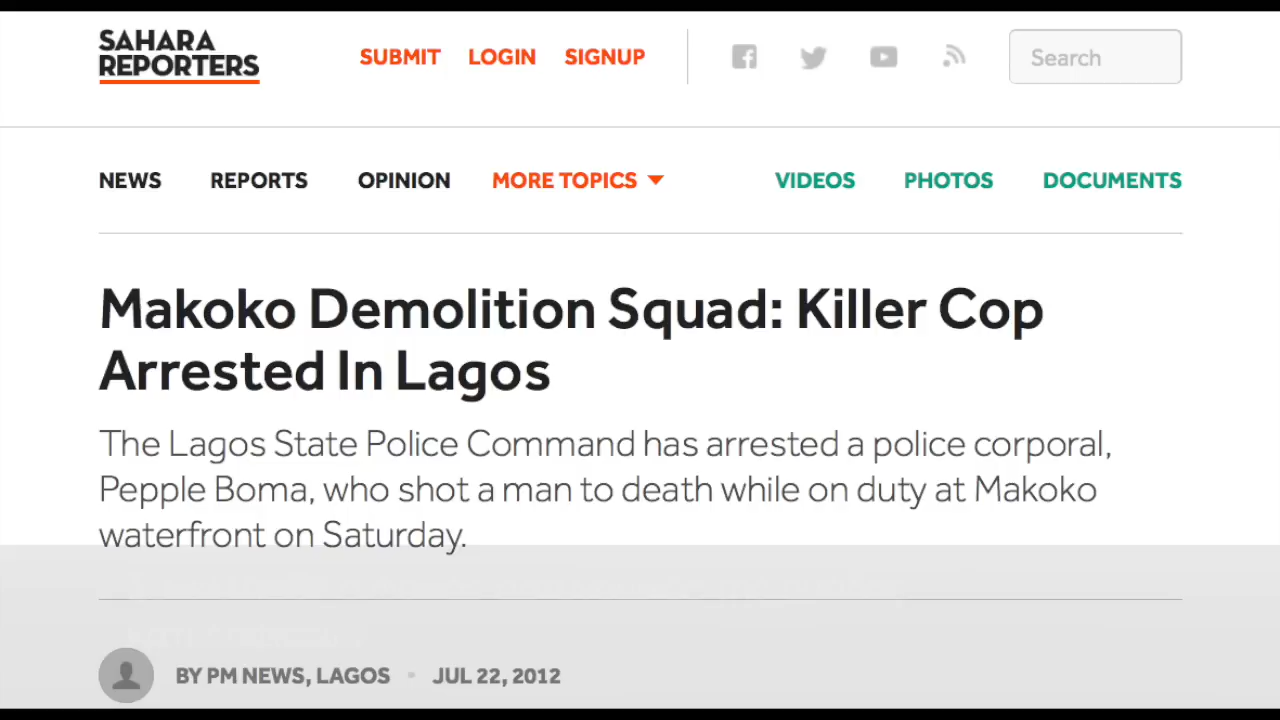 SAHARA
REPORTERS
SUBMIT LOGIN SIGNUP
Search
NEWS REPORTS OPINION MORE TOPICS VIDEOS PHOTOS DOCUMENTS
Makoko Demolition Squad: Killer Cop
Arrested In Lagos
The Lagos State Police Command has arrested a police corporal,
Pepple Boma, who shot a man to death while on duty at Makoko
waterfront on Saturday.
BY PM NEWS, LAGOS • JUL 22, 2012